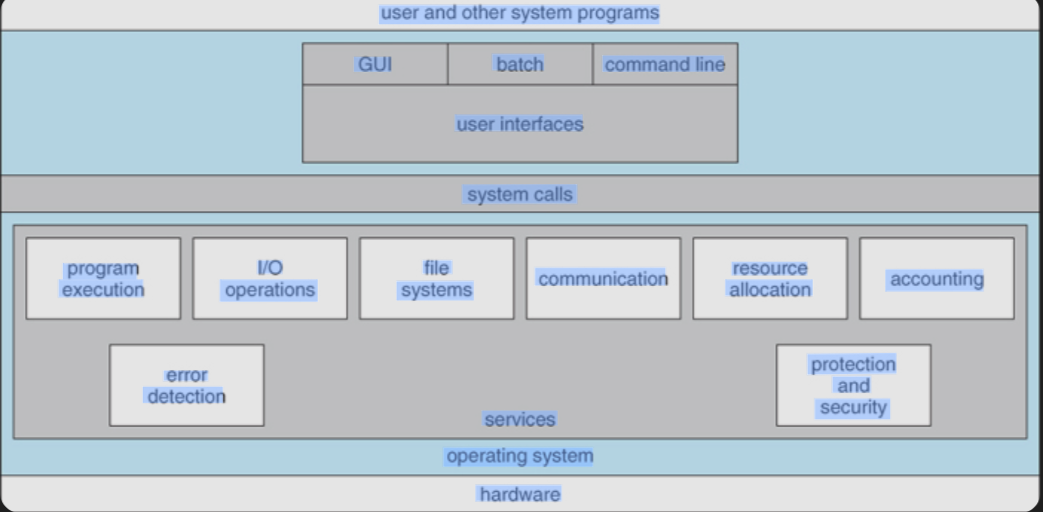 user and other system programs
GUI
batch
command line
user interfaces
system calls
program
execution
I/O
operations
file
systems
communication
resource
allocation
accounting
error
detection
protection
and
security
services
operating system
hardware